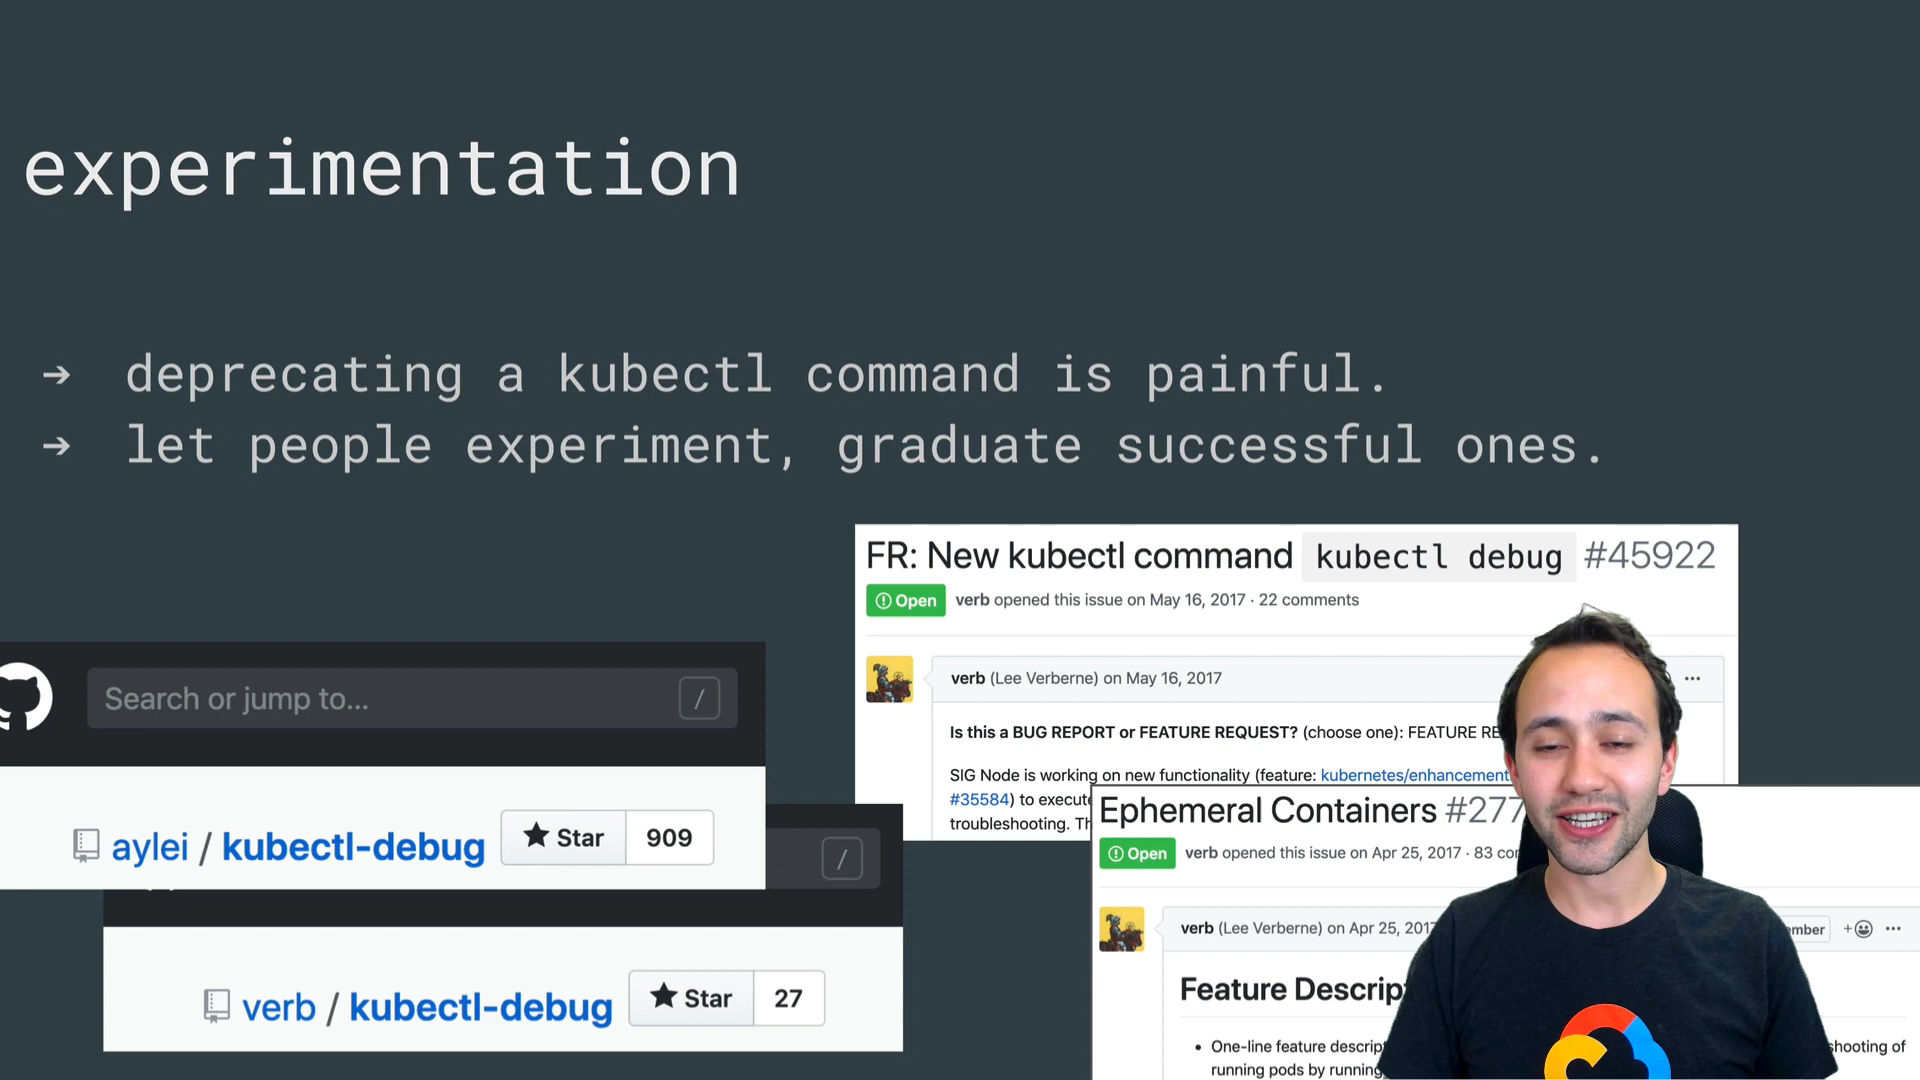 experimentation
➔ deprecating a kubectl command is painful.
➔ let people experiment, graduate successful ones.
FR: New kubectl command kubectl debug #45922
Open verb opened this issue on May 16, 2017 · 22 comments
verb (Lee Verberne) on May 16, 2017 ...
Is this a BUG REPORT or FEATURE REQUEST? (choose one): FEATURE RE
SIG Node is working on new functionality (feature: kubernetes/enhancement
#35584) to execute
troubleshooting. Th
Search or jump to... /
aylei / kubectl-debug Star 909
/
verb / kubectl-debug Star 27
Ephemeral Containers #277
Open verb opened this issue on Apr 25, 2017 · 83 com
verb (Lee Verberne) on Apr 25, 2017 ember + ...
Feature Descrip
• One-line feature descript shooting of
running pods by running